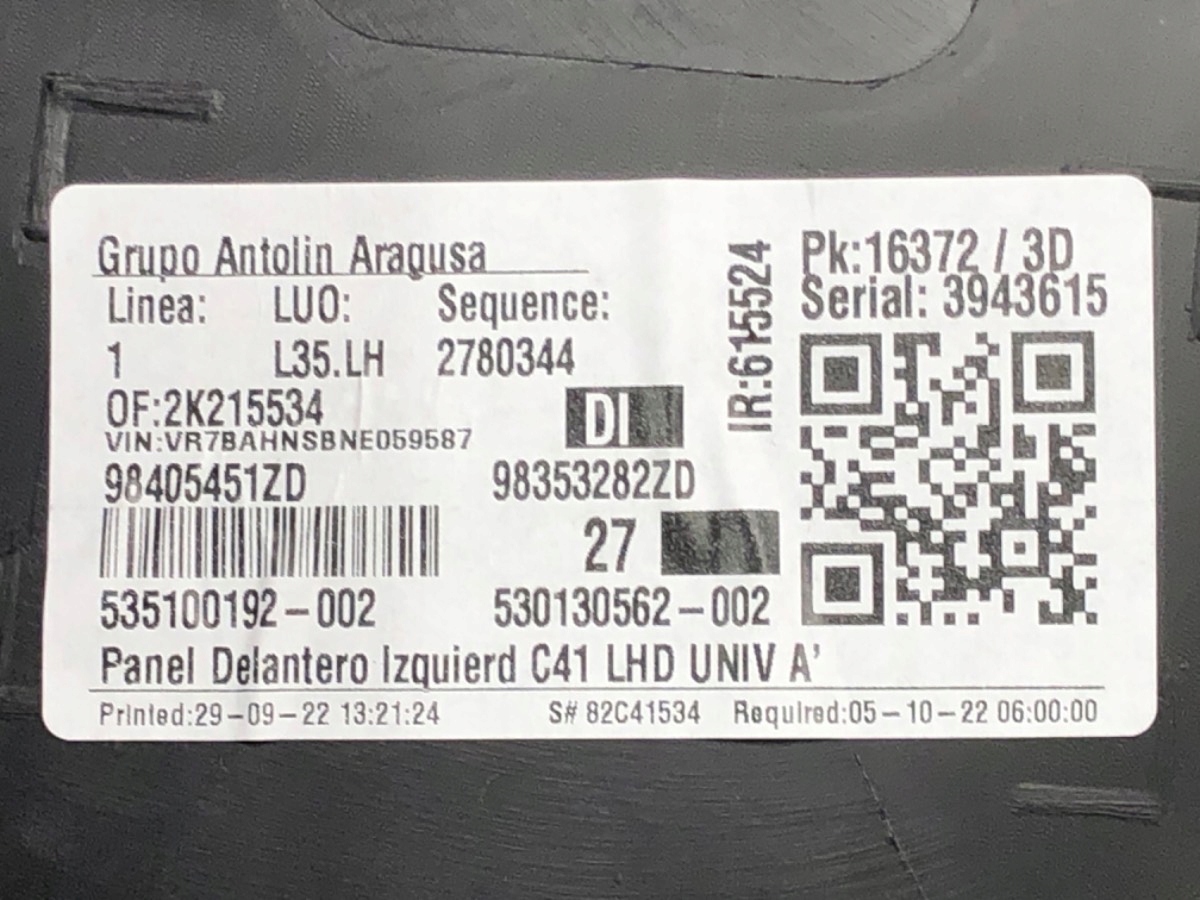 Grupo Antolin Aragusa
Linea: LUO: Sequence:
1 L35.LH 2780344
OF:2K215534
DI
VIN:VR7BAHNSBNE059587
98405451ZD 98353282ZD
27
535100192-002 530130562-002
Panel Delantero Izquierd C41 LHD UNIV A'
Printed:29-09-22 13:21:24 S# 82C41534 Required:05-10-22 06:00:00
IR:615524
Pk:16372 / 3D
Serial: 3943615